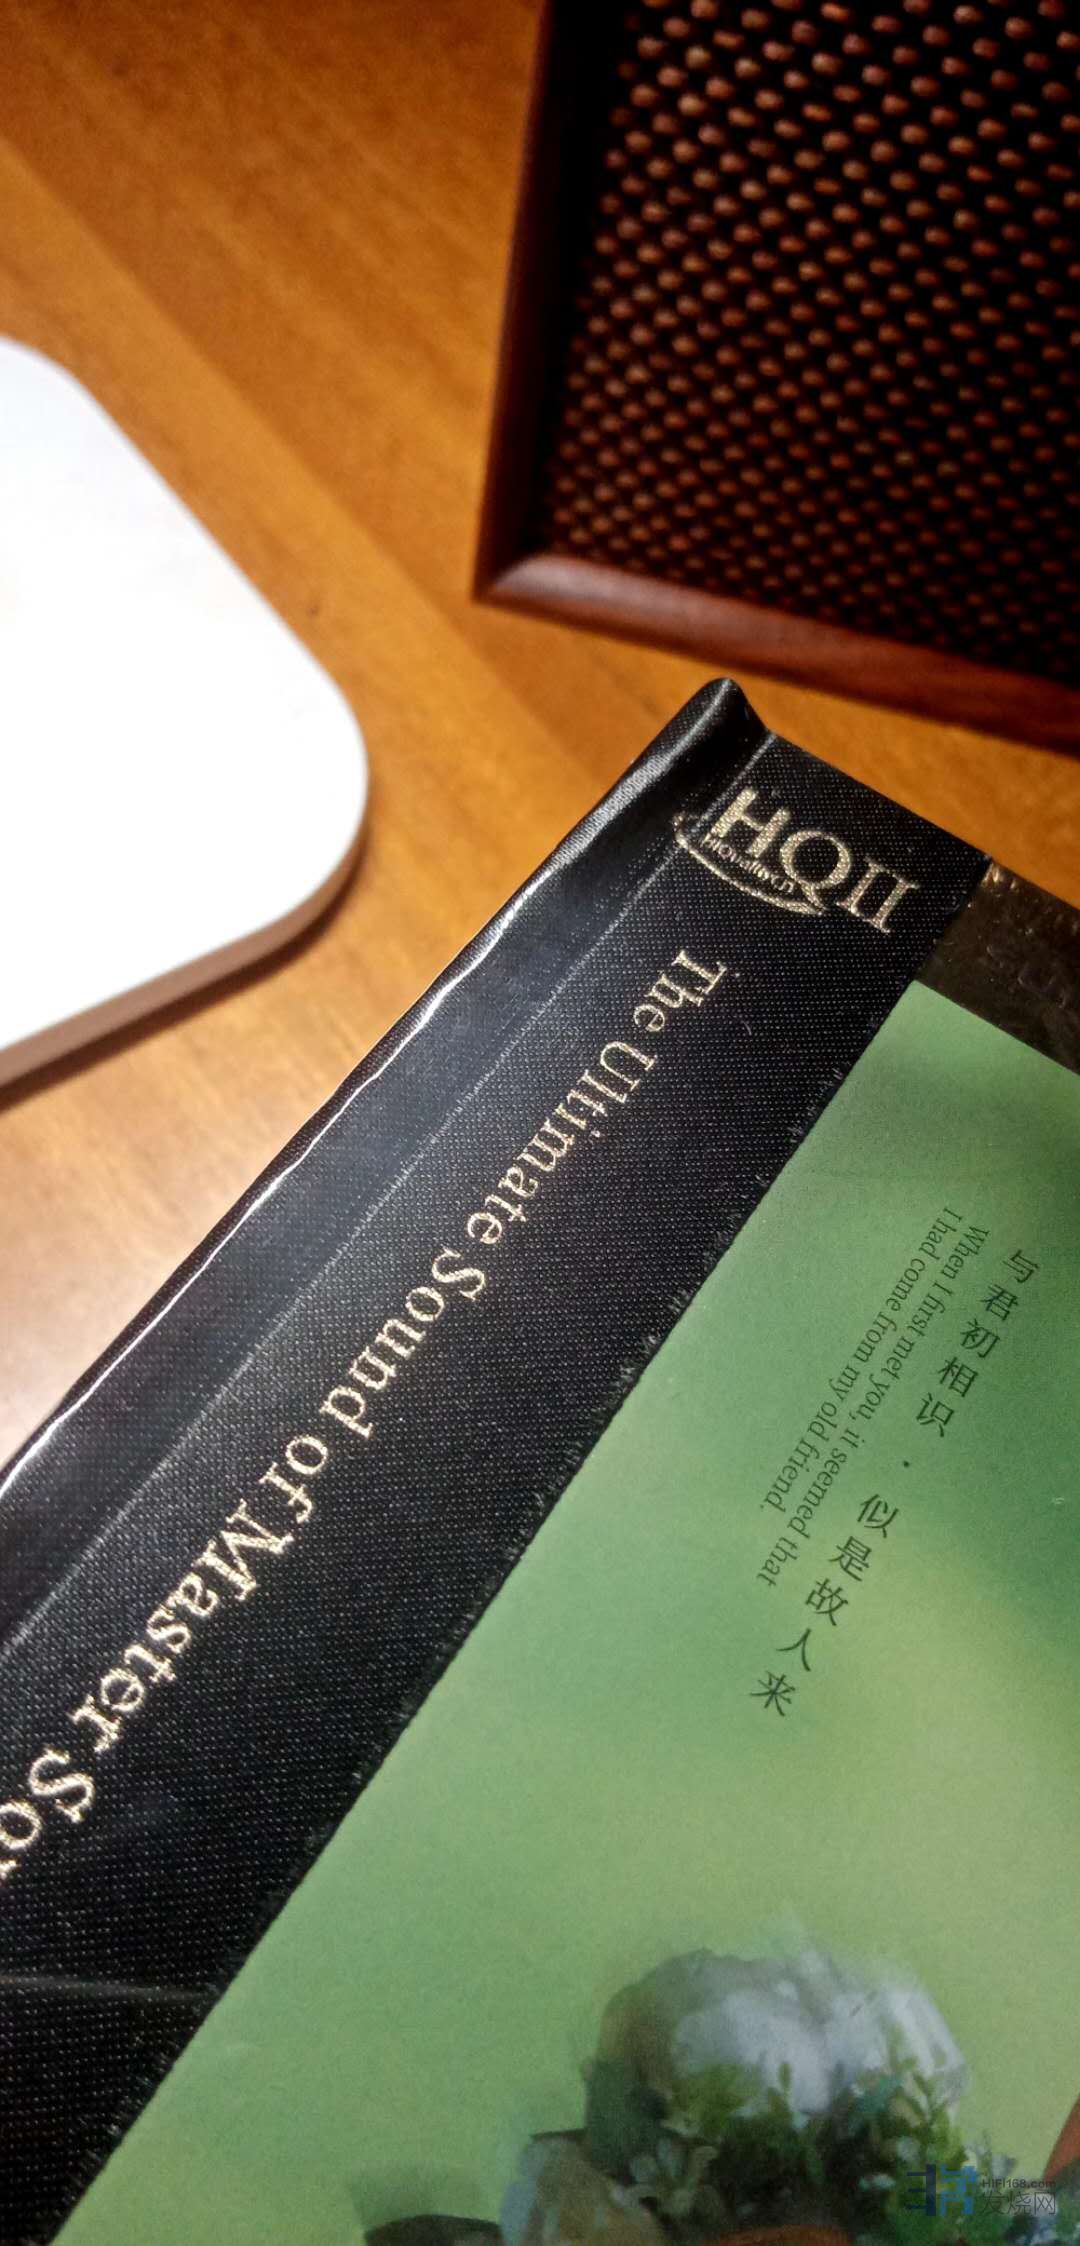 HQII
HiQualityCD
The Ultimate Sound of Master So
与君初相识·似是故人来
When I first met you, it seemed that
I had come from my old friend.
HIFI168.com
发烧网